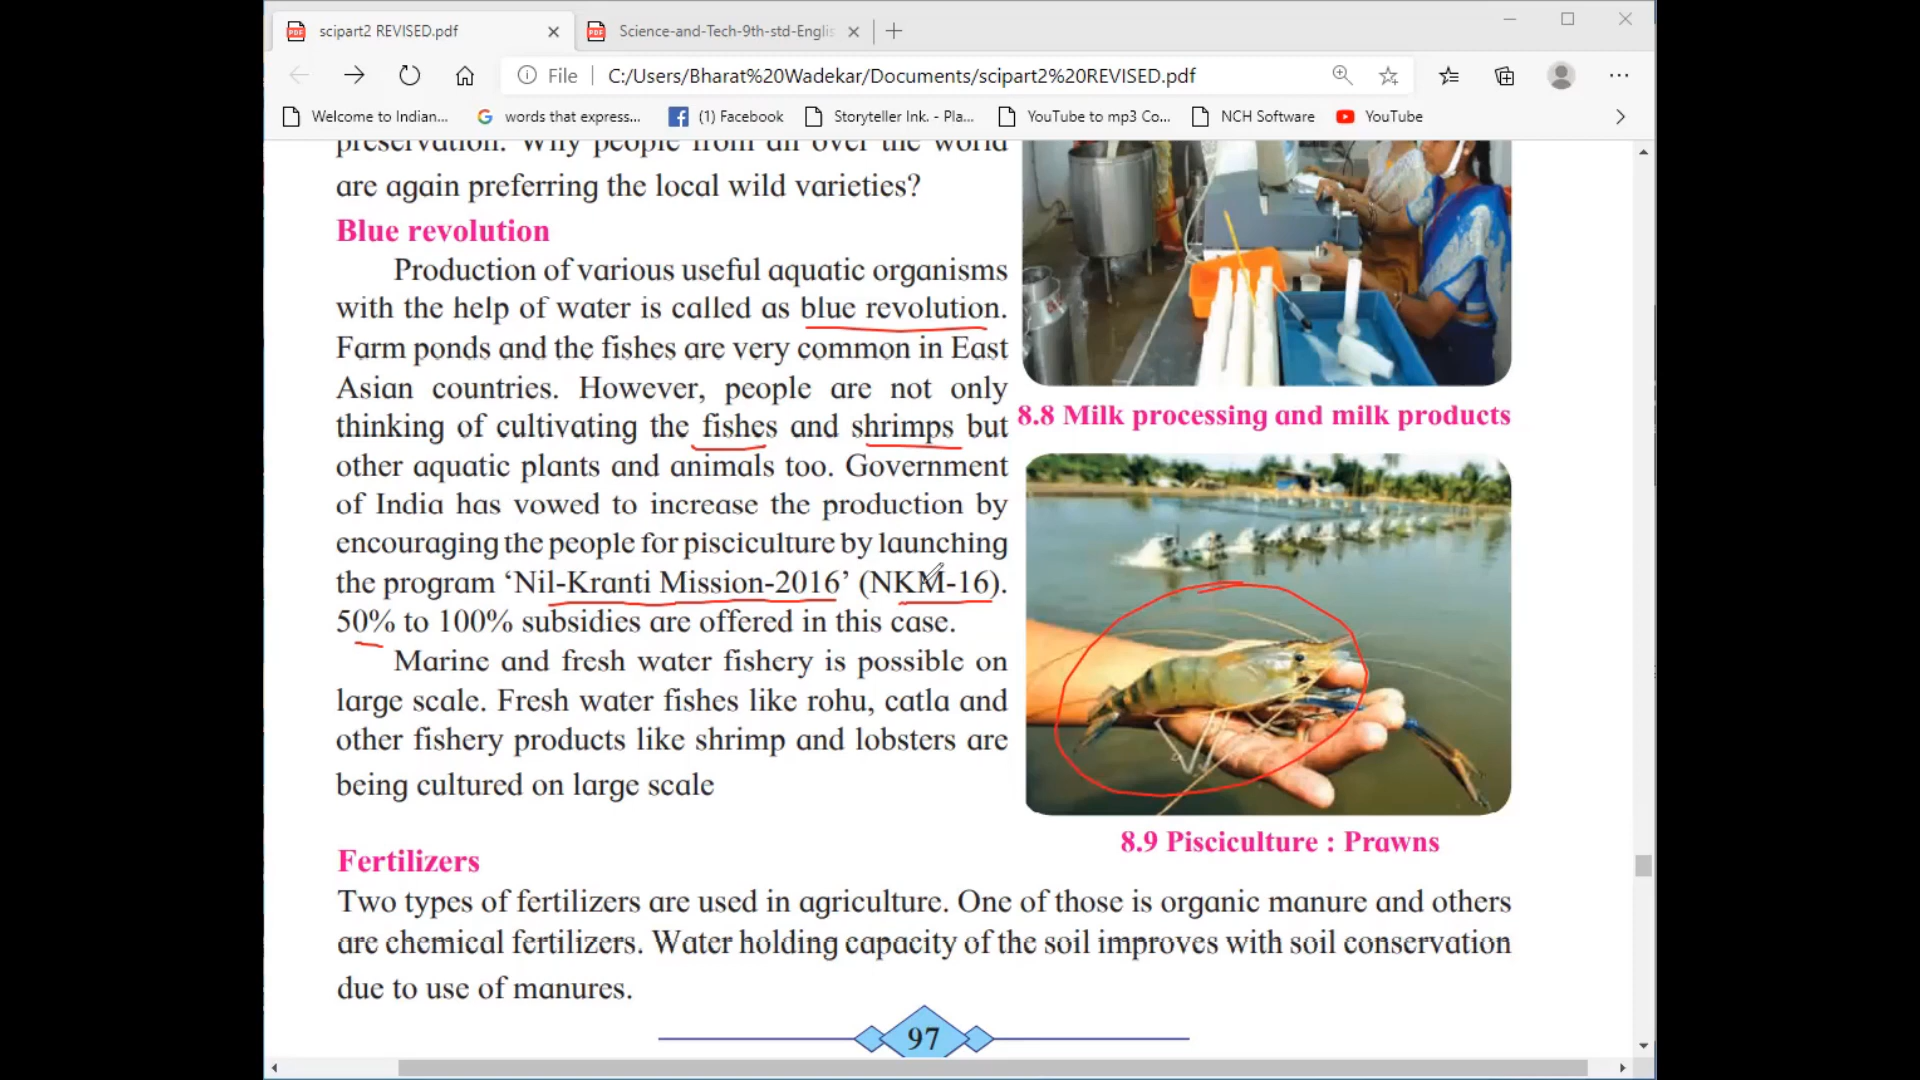 scipart2 REVISED.pdf
Science-and-Tech-9th-std-Englis
File
C:/Users/Bharat%20Wadekar/Documents/scipart2%20REVISED.pdf
Welcome to Indian...
words that express...
(1) Facebook
Storyteller Ink. - Pla...
YouTube to mp3 Co...
NCH Software
YouTube
preservation. Why people from all over the world
are again preferring the local wild varieties?
Blue revolution
Production of various useful aquatic organisms
with the help of water is called as blue revolution.
Farm ponds and the fishes are very common in East
Asian countries. However, people are not only
thinking of cultivating the fishes and shrimps but
other aquatic plants and animals too. Government
of India has vowed to increase the production by
encouraging the people for pisciculture by launching
the program ‘Nil-Kranti Mission-2016’ (NKM-16).
50% to 100% subsidies are offered in this case.
Marine and fresh water fishery is possible on
large scale. Fresh water fishes like rohu, catla and
other fishery products like shrimp and lobsters are
being cultured on large scale
8.8 Milk processing and milk products
8.9 Pisciculture : Prawns
Fertilizers
Two types of fertilizers are used in agriculture. One of those is organic manure and others
are chemical fertilizers. Water holding capacity of the soil improves with soil conservation
due to use of manures.
97